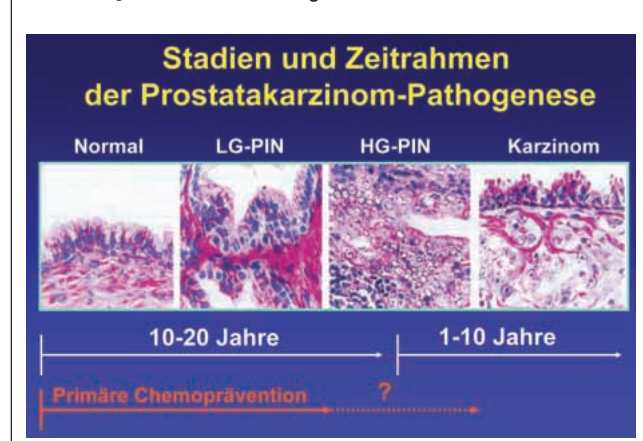 Stadien und Zeitrahmen
der Prostatakarzinom-Pathogenese
Normal LG-PIN HG-PIN Karzinom
10-20 Jahre 1-10 Jahre
Primäre Chemoprävention ?